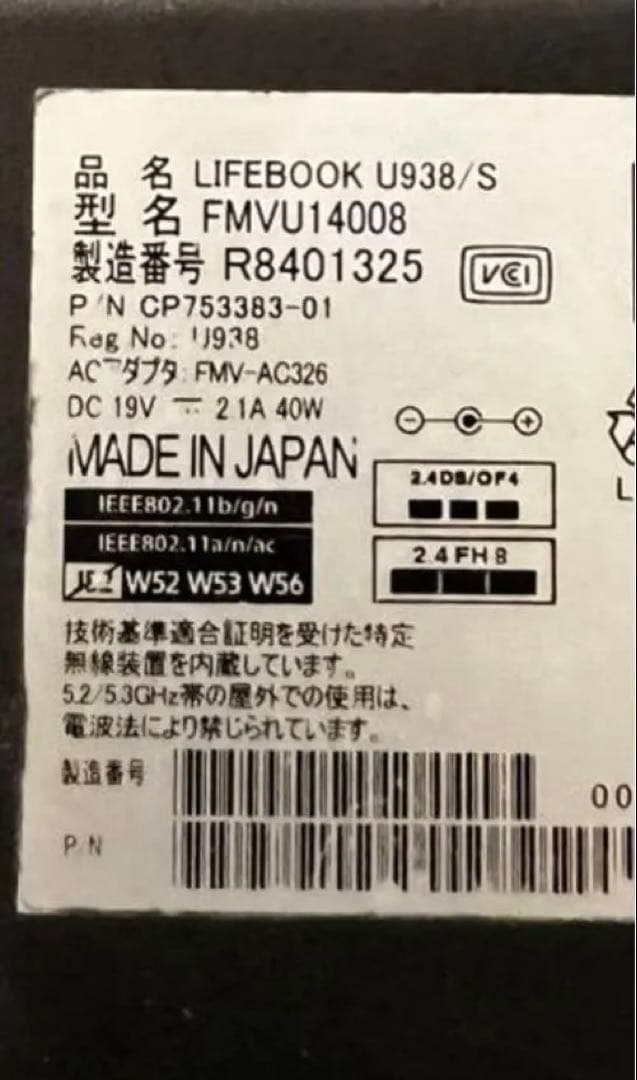 品 名 LIFEBOOK U938/S
型 名 FMVU14008
製造番号 R8401325
VCCI
P/N CP753383-01
Reg No: U938
ACアダプタ: FMV-AC326
DC 19V ⎓ 2.1A 40W
MADE IN JAPAN
2.4DS/OF4
IEEE802.11b/g/n
IEEE802.11a/n/ac
2.4FH8
W52 W53 W56
技術基準適合証明を受けた特定
無線装置を内蔵しています。
5.2/5.3GHz帯の屋外での使用は、
電波法により禁じられています。
製造番号
00
P/N
L